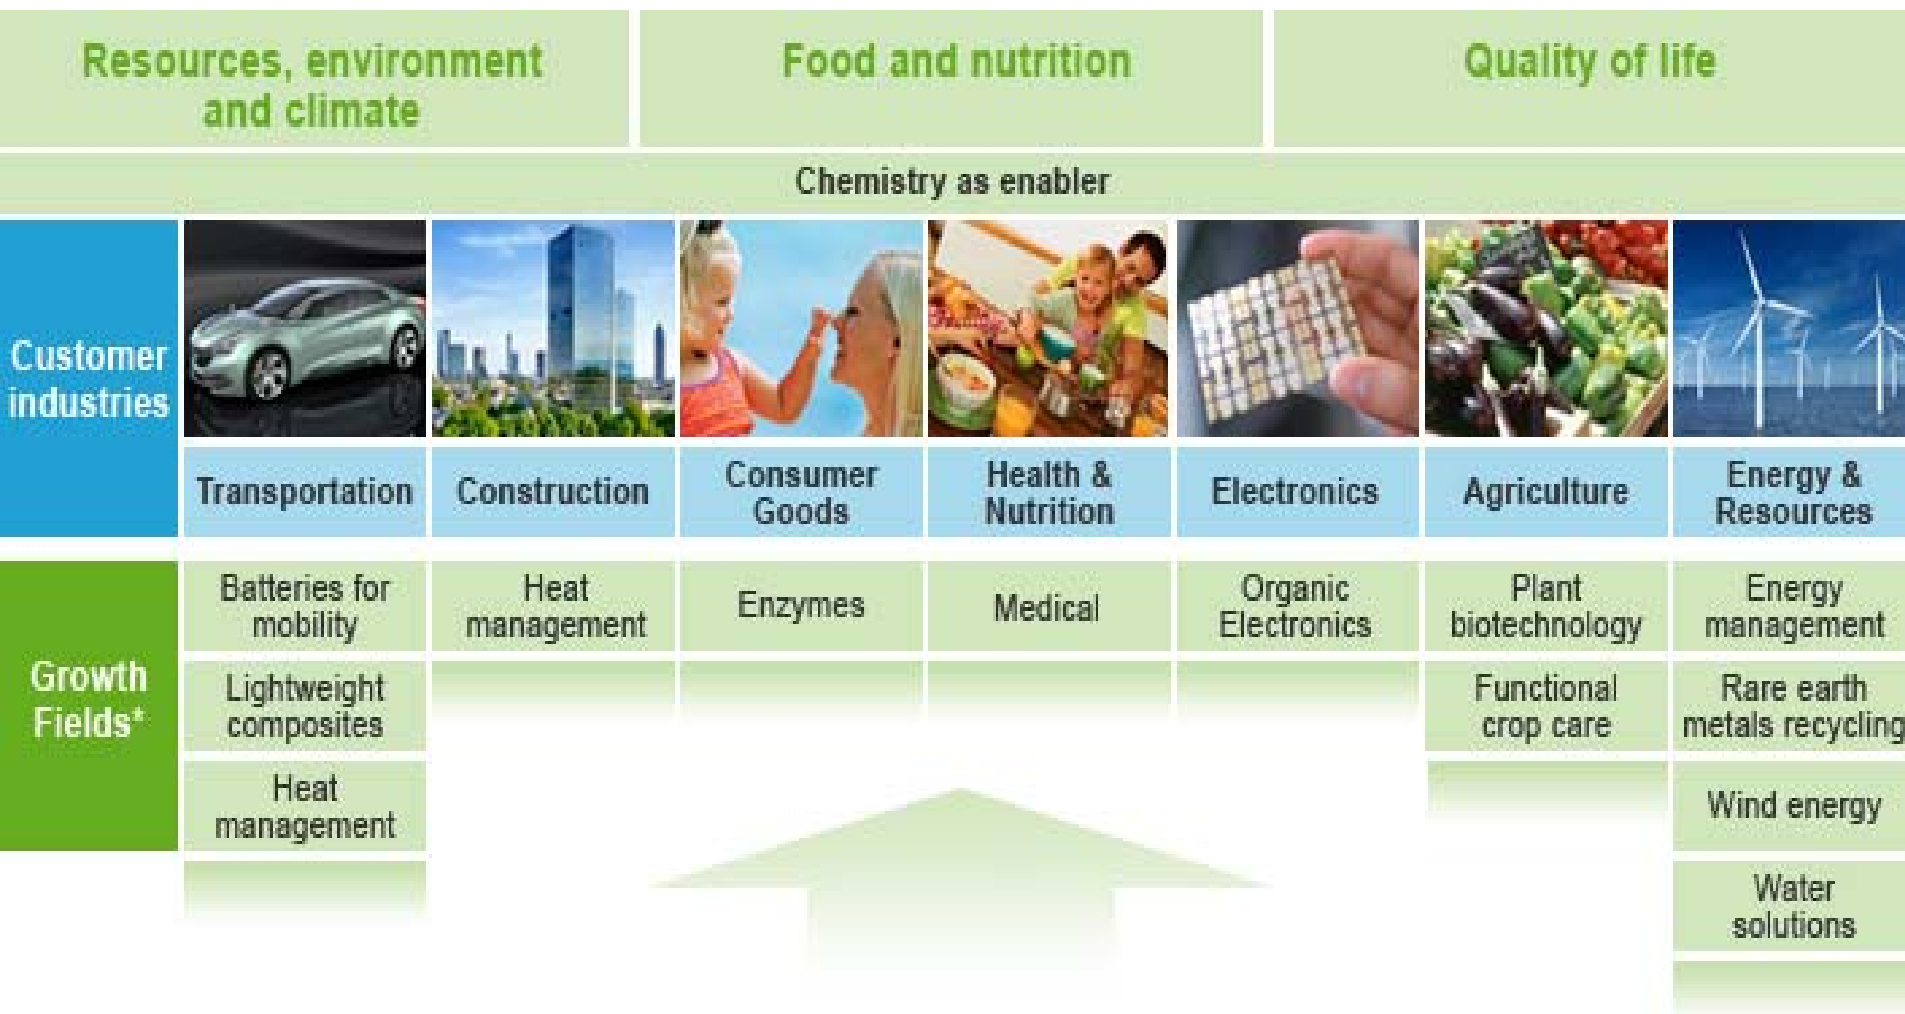 Resources, environment
and climate
Food and nutrition
Quality of life
Chemistry as enabler
Customer
industries
Transportation
Construction
Consumer
Goods
Health &
Nutrition
Electronics
Agriculture
Energy &
Resources
Growth
Fields*
Batteries for
mobility
Heat
management
Enzymes
Medical
Organic
Electronics
Plant
biotechnology
Energy
management
Lightweight
composites
Functional
crop care
Rare earth
metals recycling
Heat
management
Wind energy
Water
solutions